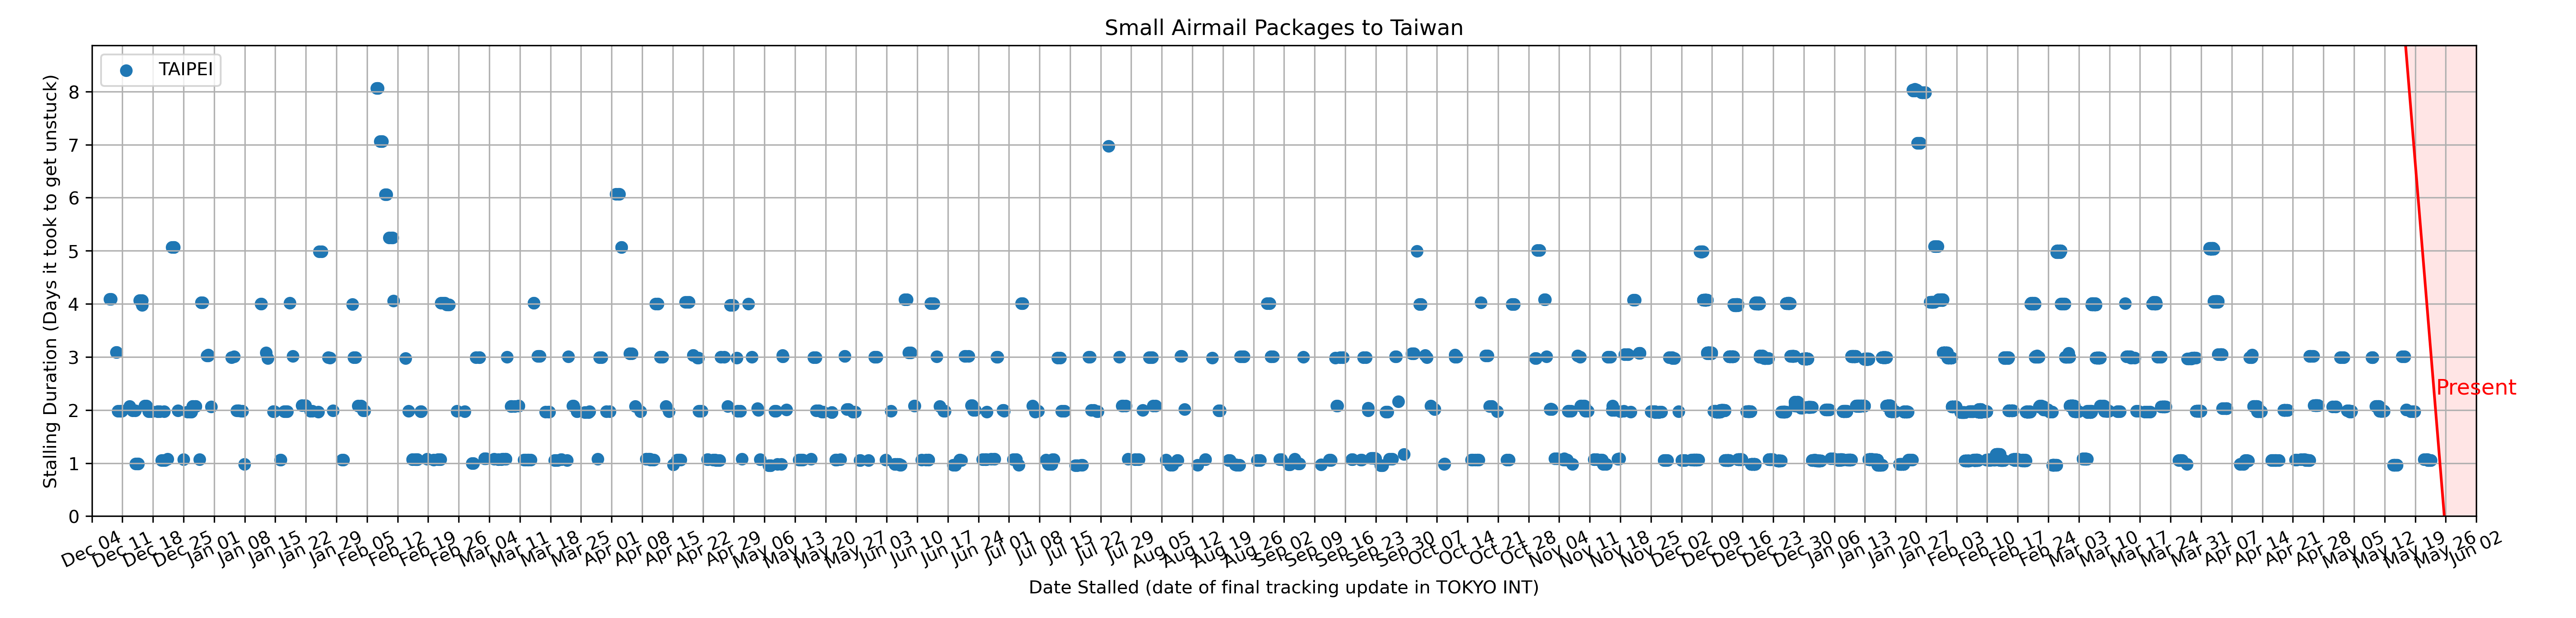 Small Airmail Packages to Taiwan
TAIPEI
Stalling Duration (Days it took to get unstuck)
8
7
6
5
4
3
2
1
0
Present
Dec 04 Dec 11 Dec 18 Dec 25 Jan 01 Jan 08 Jan 15 Jan 22 Jan 29 Feb 05 Feb 12 Feb 19 Feb 26 Mar 04 Mar 11 Mar 18 Mar 25 Apr 01 Apr 08 Apr 15 Apr 22 Apr 29 May 06 May 13 May 20 May 27 Jun 03 Jun 10 Jun 17 Jun 24 Jul 01 Jul 08 Jul 15 Jul 22 Jul 29 Aug 05 Aug 12 Aug 19 Aug 26 Sep 02 Sep 09 Sep 16 Sep 23 Sep 30 Oct 07 Oct 14 Oct 21 Oct 28 Nov 04 Nov 11 Nov 18 Nov 25 Dec 02 Dec 09 Dec 16 Dec 23 Dec 30 Jan 06 Jan 13 Jan 20 Jan 27 Feb 03 Feb 10 Feb 17 Feb 24 Mar 03 Mar 10 Mar 17 Mar 24 Mar 31 Apr 07 Apr 14 Apr 21 Apr 28 May 05 May 12 May 19 May 26 Jun 02
Date Stalled (date of final tracking update in TOKYO INT)